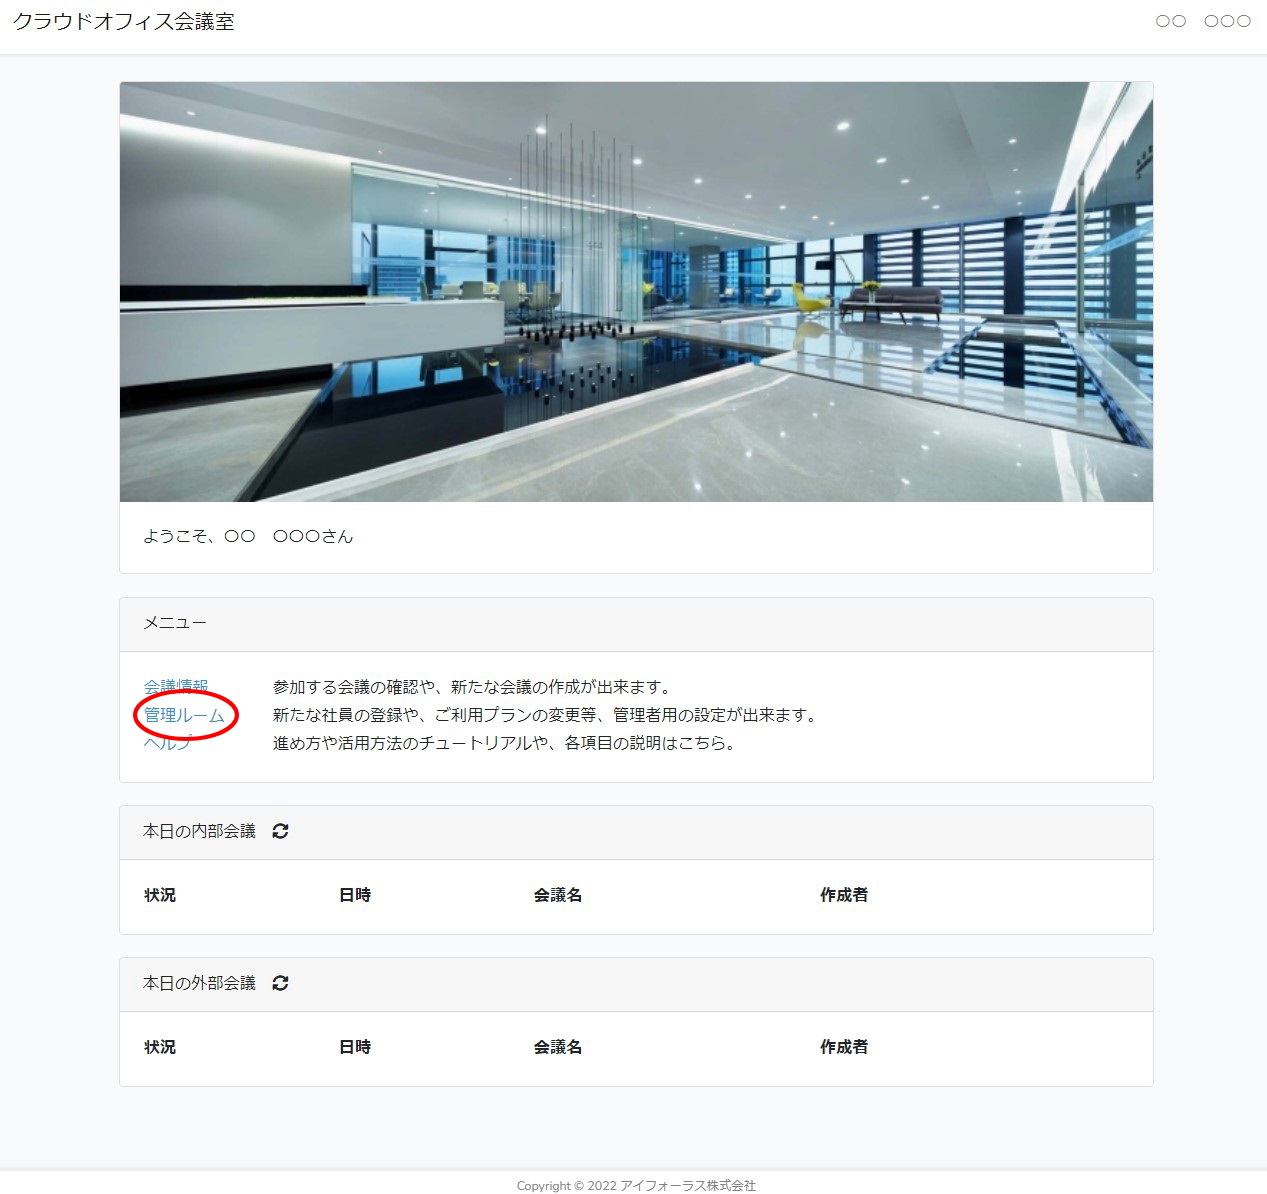 クラウドオフィス会議室
〇〇　〇〇〇
ようこそ、〇〇　〇〇〇さん
メニュー
会議情報　参加する会議の確認や、新たな会議の作成が出来ます。
管理ルーム　新たな社員の登録や、ご利用プランの変更等、管理者用の設定が出来ます。
ヘルプ　進め方や活用方法のチュートリアルや、各項目の説明はこちら。
本日の内部会議
状況　日時　会議名　作成者
本日の外部会議
状況　日時　会議名　作成者
Copyright © 2022 アイフォーラス株式会社